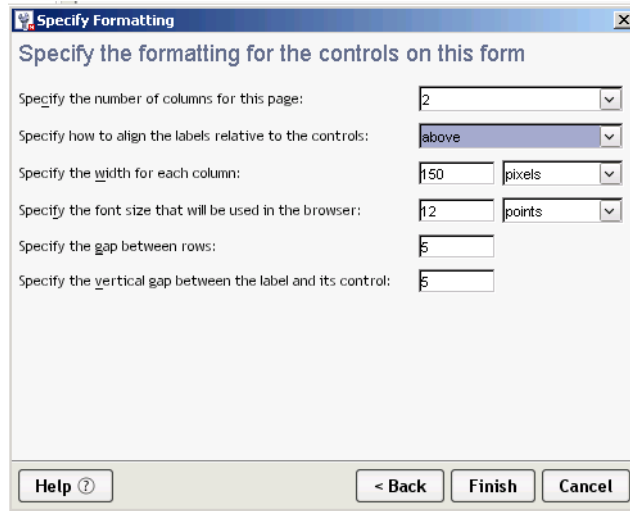 Specify Formatting
Specify the formatting for the controls on this form
Specify the number of columns for this page: 2
Specify how to align the labels relative to the controls: above
Specify the width for each column: 150 pixels
Specify the font size that will be used in the browser: 12 points
Specify the gap between rows: 5
Specify the vertical gap between the label and its control: 5
Help ? < Back Finish Cancel